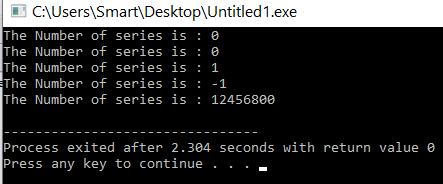 C:\Users\Smart\Desktop\Untitled1.exe
The Number of series is : 0
The Number of series is : 0
The Number of series is : 1
The Number of series is : -1
The Number of series is : 12456800
--------------------------------
Process exited after 2.304 seconds with return value 0
Press any key to continue . . .